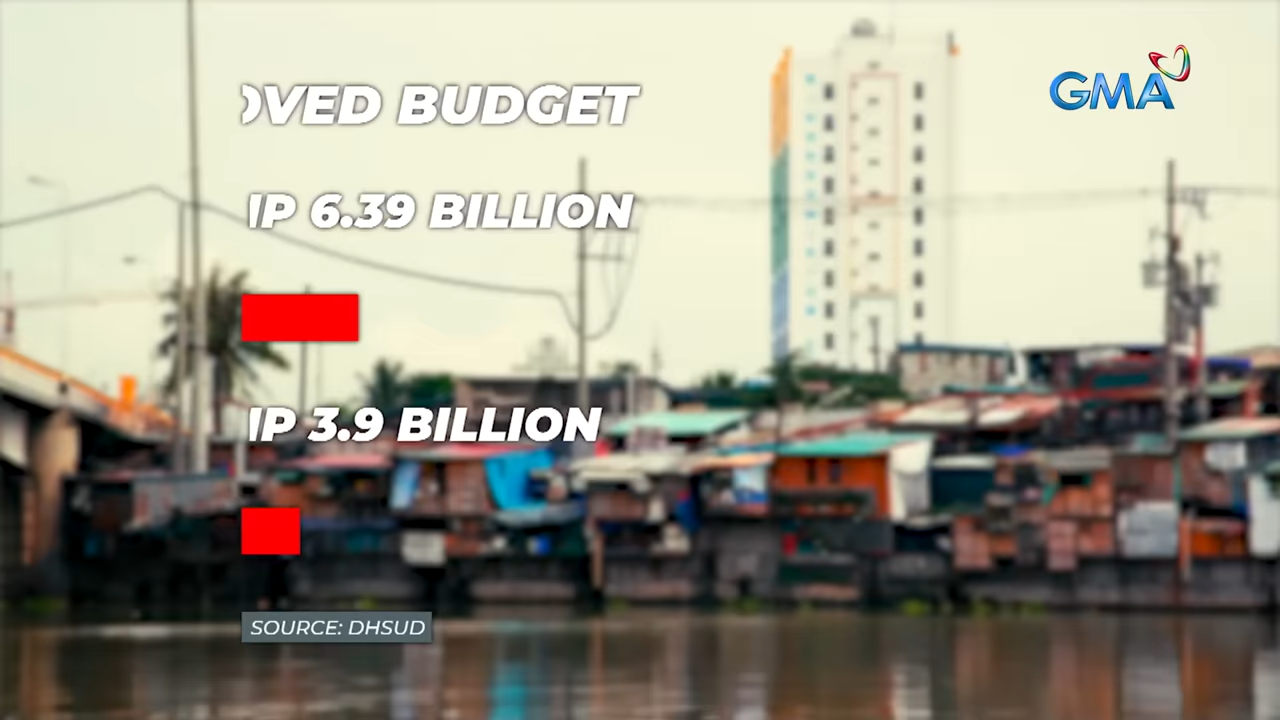 GMA
OVED BUDGET
IP 6.39 BILLION
IP 3.9 BILLION
SOURCE: DHSUD